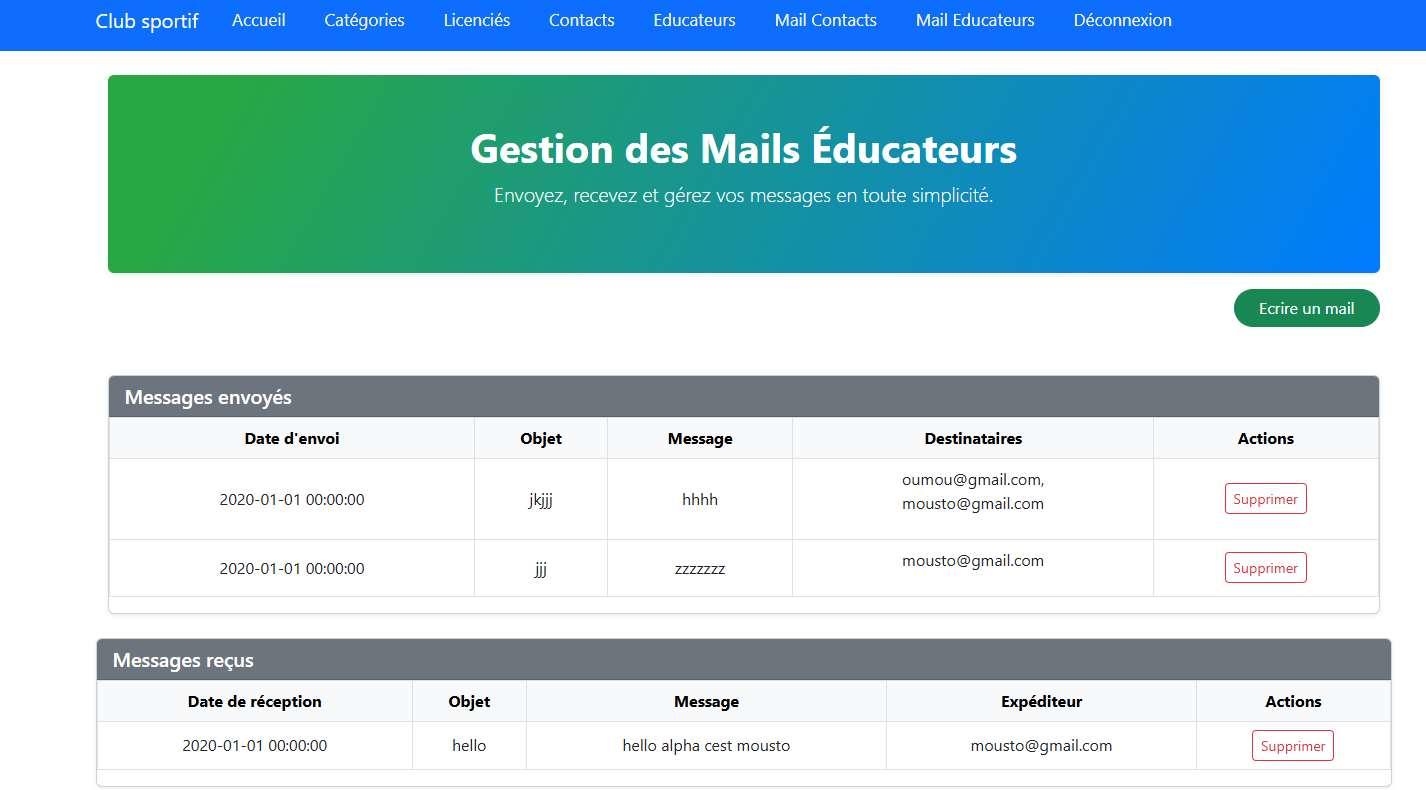 Club sportif Accueil Catégories Licenciés Contacts Educateurs Mail Contacts Mail Educateurs Déconnexion
Gestion des Mails Éducateurs
Envoyez, recevez et gérez vos messages en toute simplicité.
Ecrire un mail
Messages envoyés
Date d'envoi Objet Message Destinataires Actions
2020-01-01 00:00:00 jkjjj hhhh oumou@gmail.com, Supprimer
mousto@gmail.com
2020-01-01 00:00:00 jjj zzzzzzz mousto@gmail.com Supprimer
Messages reçus
Date de réception Objet Message Expéditeur Actions
2020-01-01 00:00:00 hello hello alpha cest mousto mousto@gmail.com Supprimer